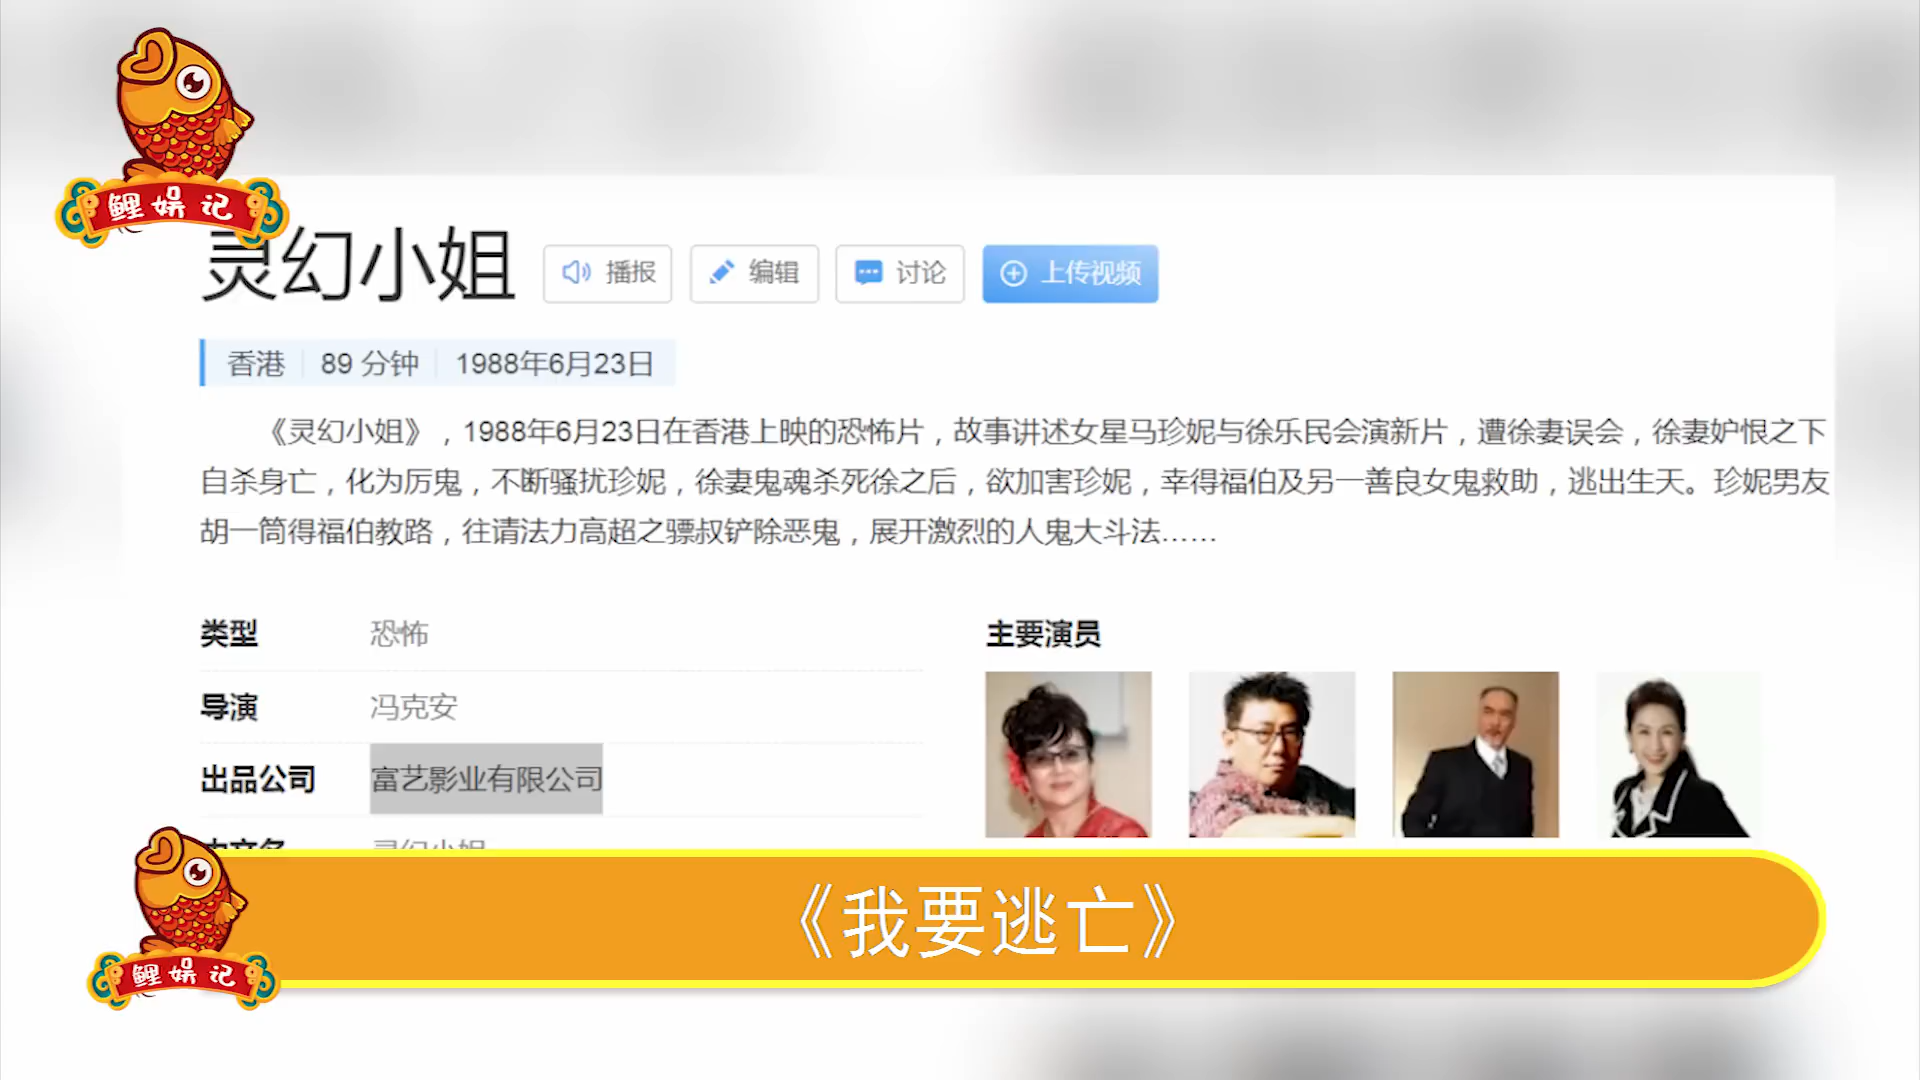 鲤娱记
灵幻小姐 播报 编辑 讨论 上传视频
香港 89 分钟 1988年6月23日
《灵幻小姐》，1988年6月23日在香港上映的恐怖片，故事讲述女星马珍妮与徐乐民会演新片，遭徐妻误会，徐妻妒恨之下
自杀身亡，化为厉鬼，不断骚扰珍妮，徐妻鬼魂杀死徐之后，欲加害珍妮，幸得福伯及另一善良女鬼救助，逃出生天。珍妮男友
胡一筒得福伯教路，往请法力高超之骠叔铲除恶鬼，展开激烈的人鬼大斗法……
类型 恐怖
主要演员
导演 冯克安
出品公司 富艺影业有限公司
中文名 灵幻小姐
《我要逃亡》
鲤娱记